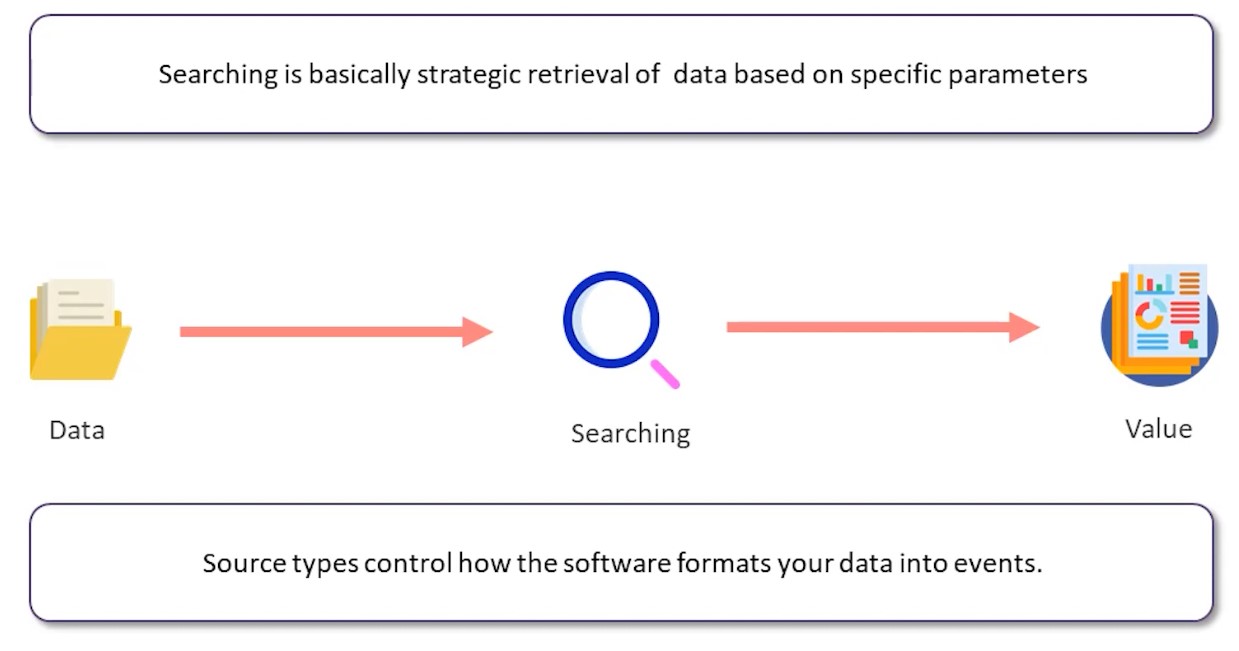 Searching is basically strategic retrieval of data based on specific parameters
Data
Searching
Value
Source types control how the software formats your data into events.